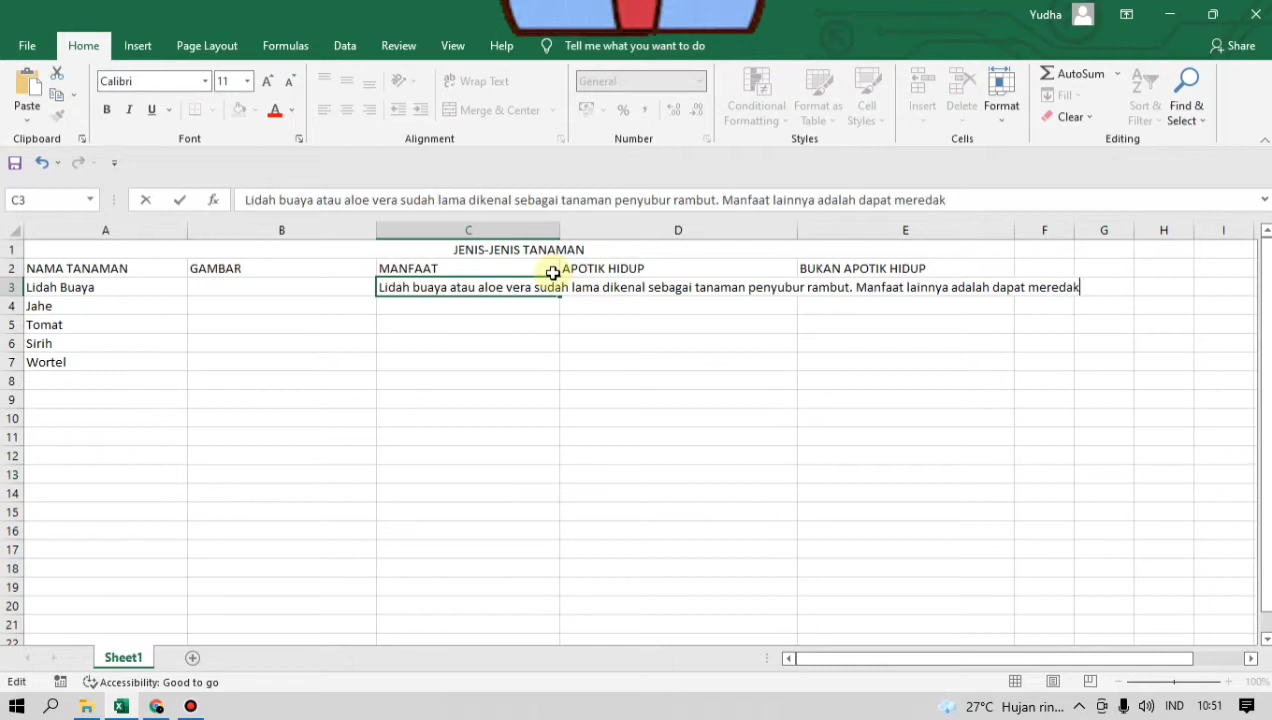 Yudha
File Home Insert Page Layout Formulas Data Review View Help Tell me what you want to do Share
Calibri 11 Wrap Text General AutoSum
Paste B I U Merge & Center % Conditional Formatting Format as Table Cell Styles Insert Delete Format Fill Clear Sort & Filter Find & Select
Clipboard Font Alignment Number Styles Cells Editing
C3 fx Lidah buaya atau aloe vera sudah lama dikenal sebagai tanaman penyubur rambut. Manfaat lainnya adalah dapat meredak
A B C D E F G H I
1 JENIS-JENIS TANAMAN
2 NAMA TANAMAN GAMBAR MANFAAT APOTIK HIDUP BUKAN APOTIK HIDUP
3 Lidah Buaya Lidah buaya atau aloe vera sudah lama dikenal sebagai tanaman penyubur rambut. Manfaat lainnya adalah dapat meredak
4 Jahe
5 Tomat
6 Sirih
7 Wortel
8
9
10
11
12
13
14
15
16
17
18
19
20
21
22
Sheet1
Edit Accessibility: Good to go 100%
27°C Hujan rin... IND 10:51